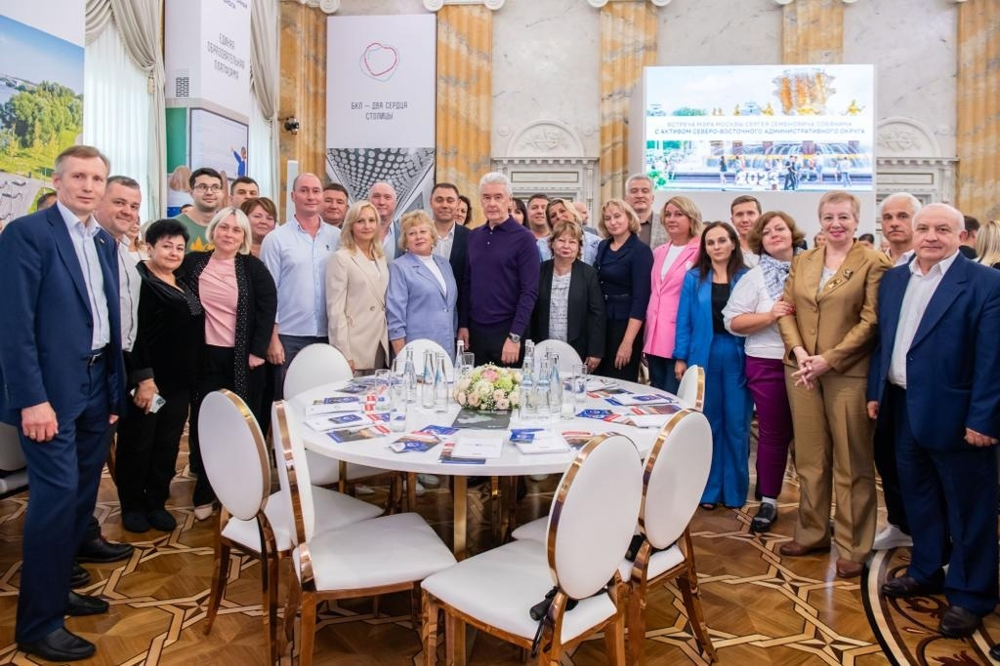 ЕДИНАЯ
ОБРАЗОВАТЕЛЬНАЯ
ПЛАТФОРМА
БКЛ – ДВА СЕРДЦА
СТОЛИЦЫ
ВСТРЕЧА МЭРА МОСКВЫ СЕРГЕЯ СЕМЕНОВИЧА СОБЯНИНА
С АКТИВОМ СЕВЕРО-ВОСТОЧНОГО АДМИНИСТРАТИВНОГО ОКРУГА